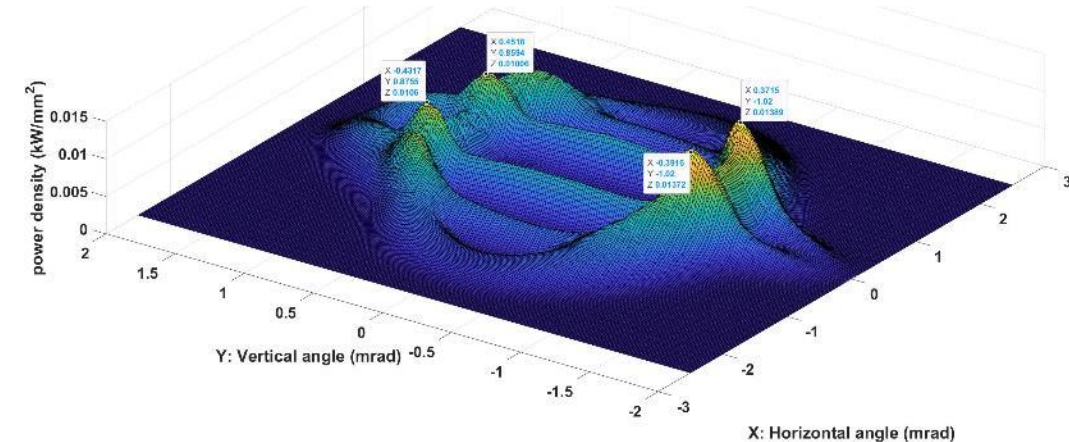 X 0.4518
Y 0.8594
Z 0.01006
X -0.4317
Y 0.8755
Z 0.0106
X 0.3715
Y -1.02
Z 0.01389
X -0.3916
Y -1.02
Z 0.01372
power density (kW/mm²)
0.015
0.01
0.005
0
2
1.5
1
0.5
0
-0.5
-1
-1.5
-2
Y: Vertical angle (mrad)
3
2
1
0
-1
-2
-3
X: Horizontal angle (mrad)